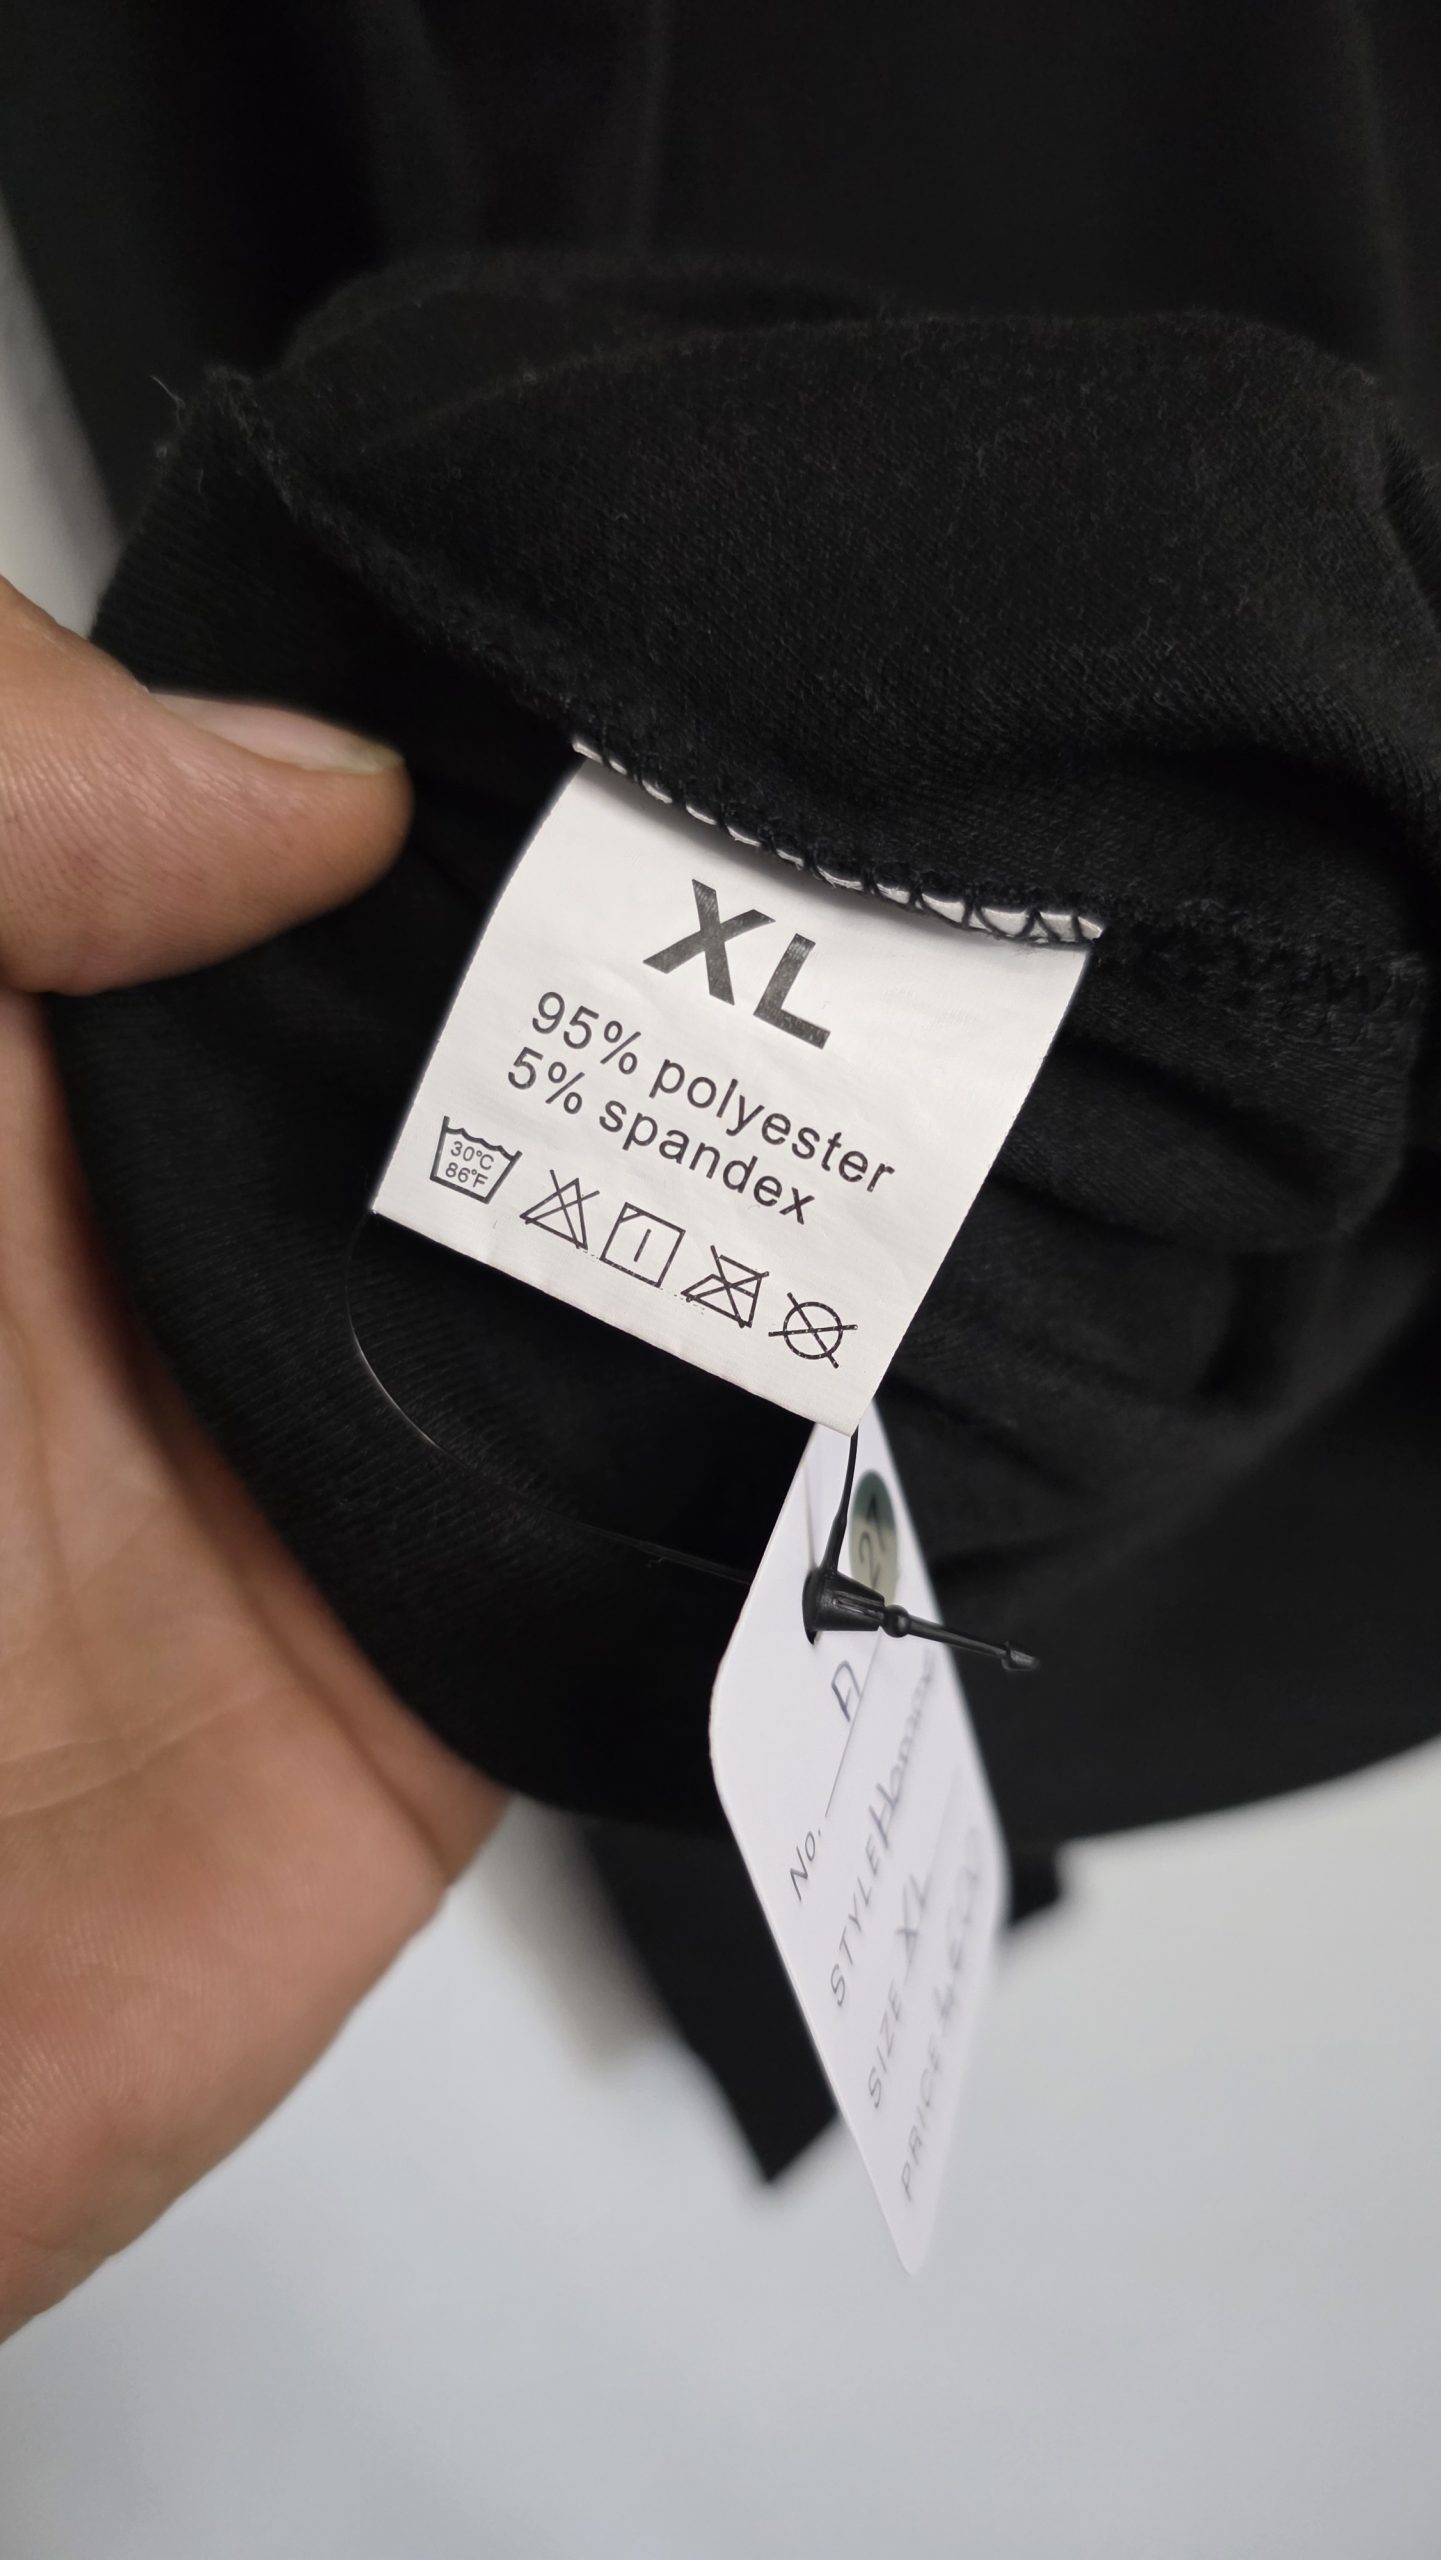 XL
95% polyester
5% spandex
30°C
86°F
No. A
STYLE
SIZE XL
PRICE